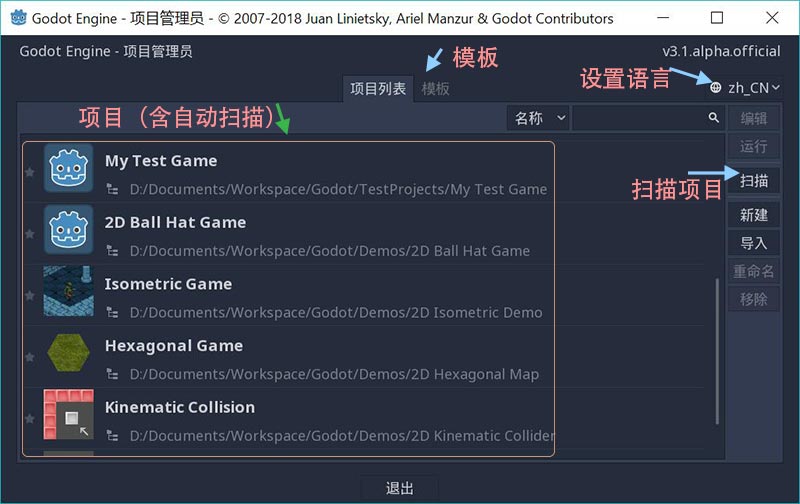 Godot Engine - 项目管理员 - © 2007-2018 Juan Linietsky, Ariel Manzur & Godot Contributors
Godot Engine - 项目管理员
v3.1.alpha.official
模板
设置语言
zh_CN
项目列表
模板
项目（含自动扫描）
名称
编辑
运行
扫描
扫描项目
新建
导入
重命名
移除
My Test Game
D:/Documents/Workspace/Godot/TestProjects/My Test Game
2D Ball Hat Game
D:/Documents/Workspace/Godot/Demos/2D Ball Hat Game
Isometric Game
D:/Documents/Workspace/Godot/Demos/2D Isometric Demo
Hexagonal Game
D:/Documents/Workspace/Godot/Demos/2D Hexagonal Map
Kinematic Collision
D:/Documents/Workspace/Godot/Demos/2D Kinematic Collider
退出